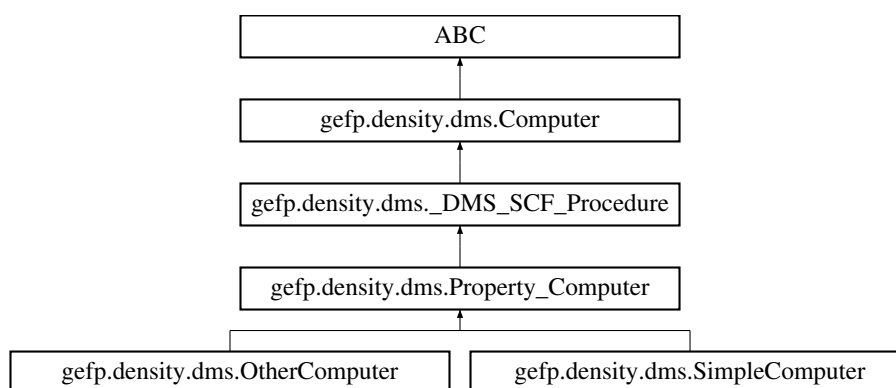 ABC
gefp.density.dms.Computer
gefp.density.dms._DMS_SCF_Procedure
gefp.density.dms.Property_Computer
gefp.density.dms.OtherComputer
gefp.density.dms.SimpleComputer